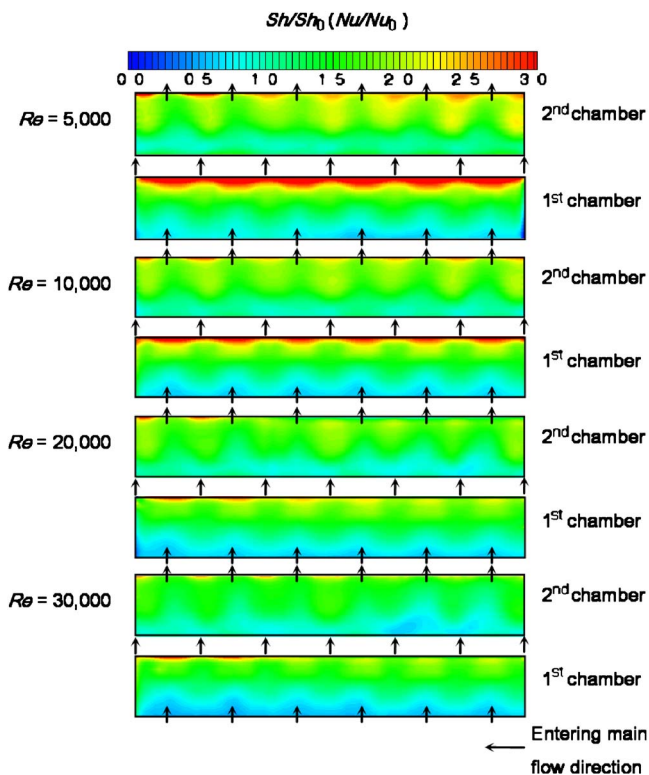 Sh/Sh0 (Nu/Nu0)
0 0 0 5 1 0 1 5 2 0 2 5 3 0
Re = 5,000 2nd chamber
1st chamber
Re = 10,000 2nd chamber
1st chamber
Re = 20,000 2nd chamber
1st chamber
Re = 30,000 2nd chamber
1st chamber
Entering main
flow direction